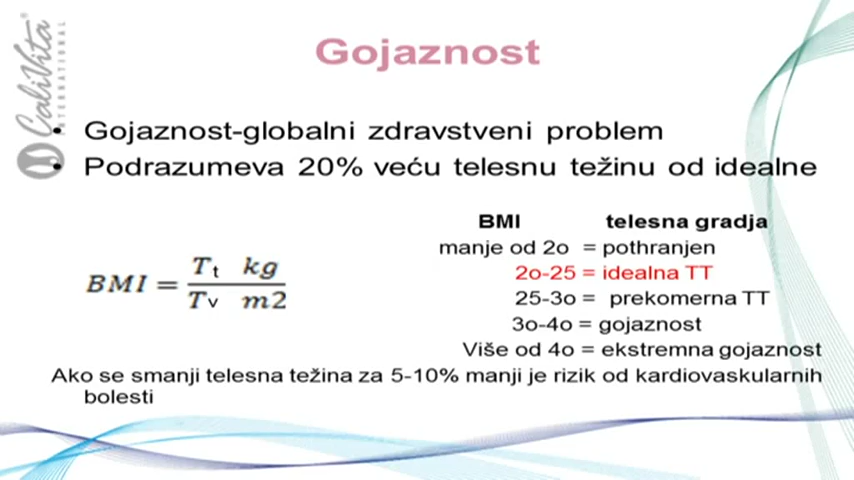 CaliVita
INTERNATIONAL
Gojaznost
• Gojaznost-globalni zdravstveni problem
• Podrazumeva 20% veću telesnu težinu od idealne
BMI telesna gradja
manje od 2o = pothranjen
2o-25 = idealna TT
25-3o = prekomerna TT
3o-4o = gojaznost
Više od 4o = ekstremna gojaznost
BMI = Tt kg / Tv m2
Ako se smanji telesna težina za 5-10% manji je rizik od kardiovaskularnih
bolesti